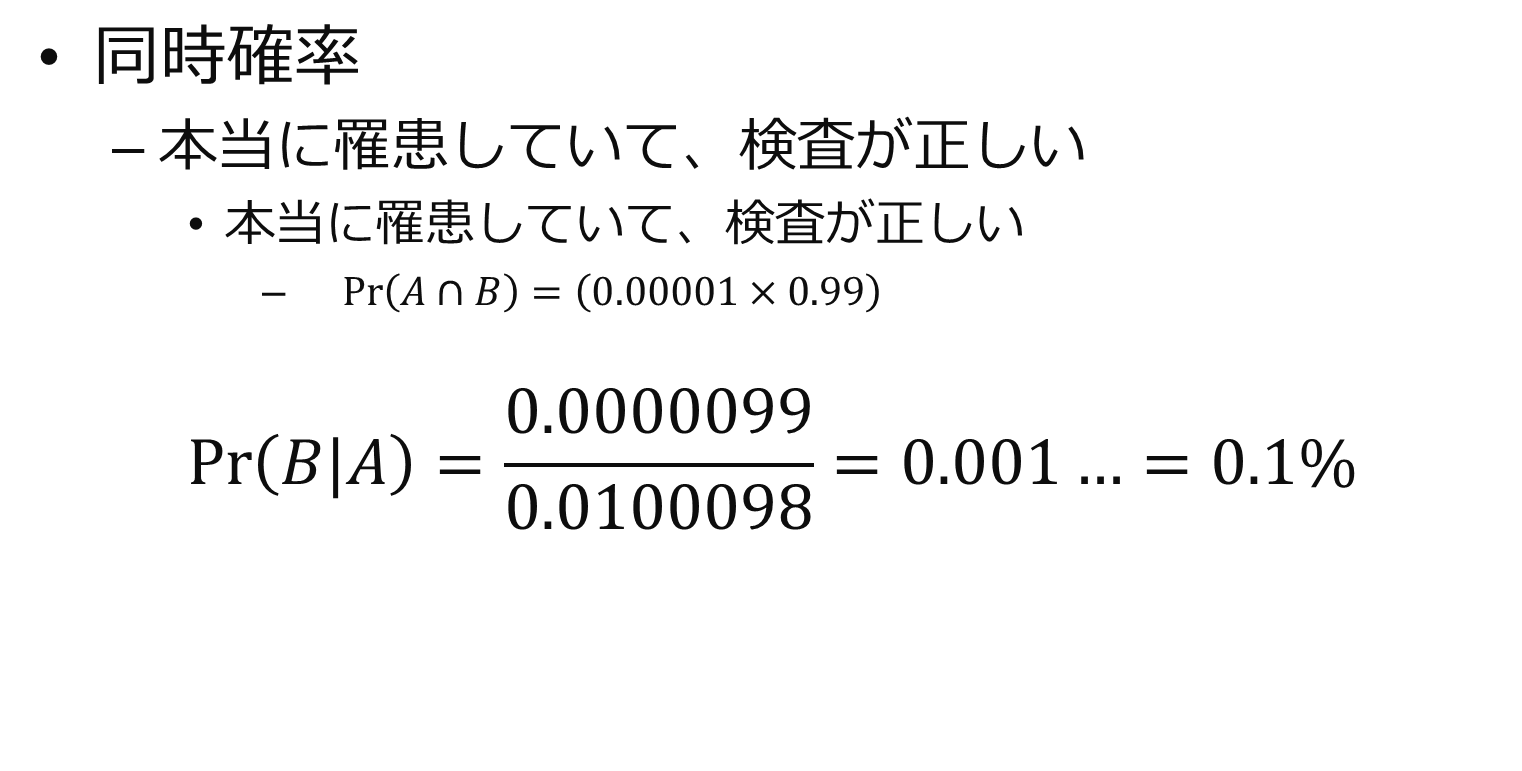 • 同時確率
– 本当に罹患していて、検査が正しい
• 本当に罹患していて、検査が正しい
– Pr(A ∩ B) = (0.00001 × 0.99)
Pr(B|A) = 0.0000099 / 0.0100098 = 0.001 … = 0.1%